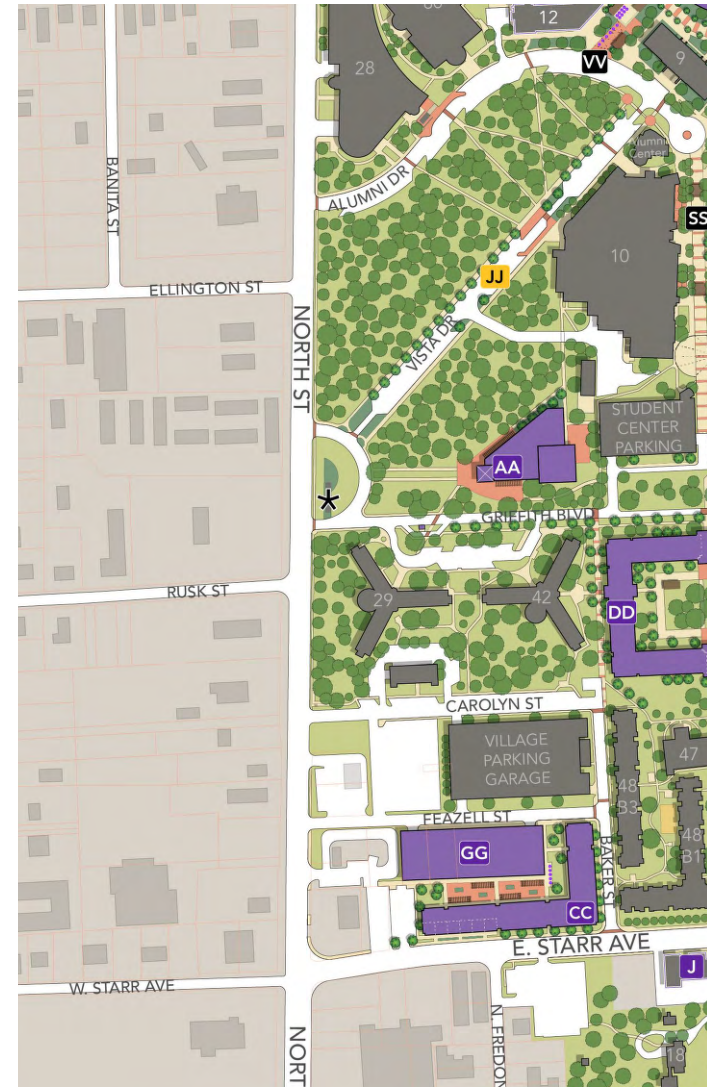 12
VV
9
28
Alumni
Center
ALUMNI DR
BANITA ST
SS
10
JJ
ELLINGTON ST
NORTH ST
VISTA DR
STUDENT
CENTER
PARKING
AA
GRIFFITH BLVD
RUSK ST
29
42
DD
CAROLYN ST
VILLAGE
PARKING
GARAGE
47
48
B3
FEAZELL ST
48
B1
GG
BAKER ST
CC
E. STARR AVE
J
W. STARR AVE
NORT
N. FREDON
18